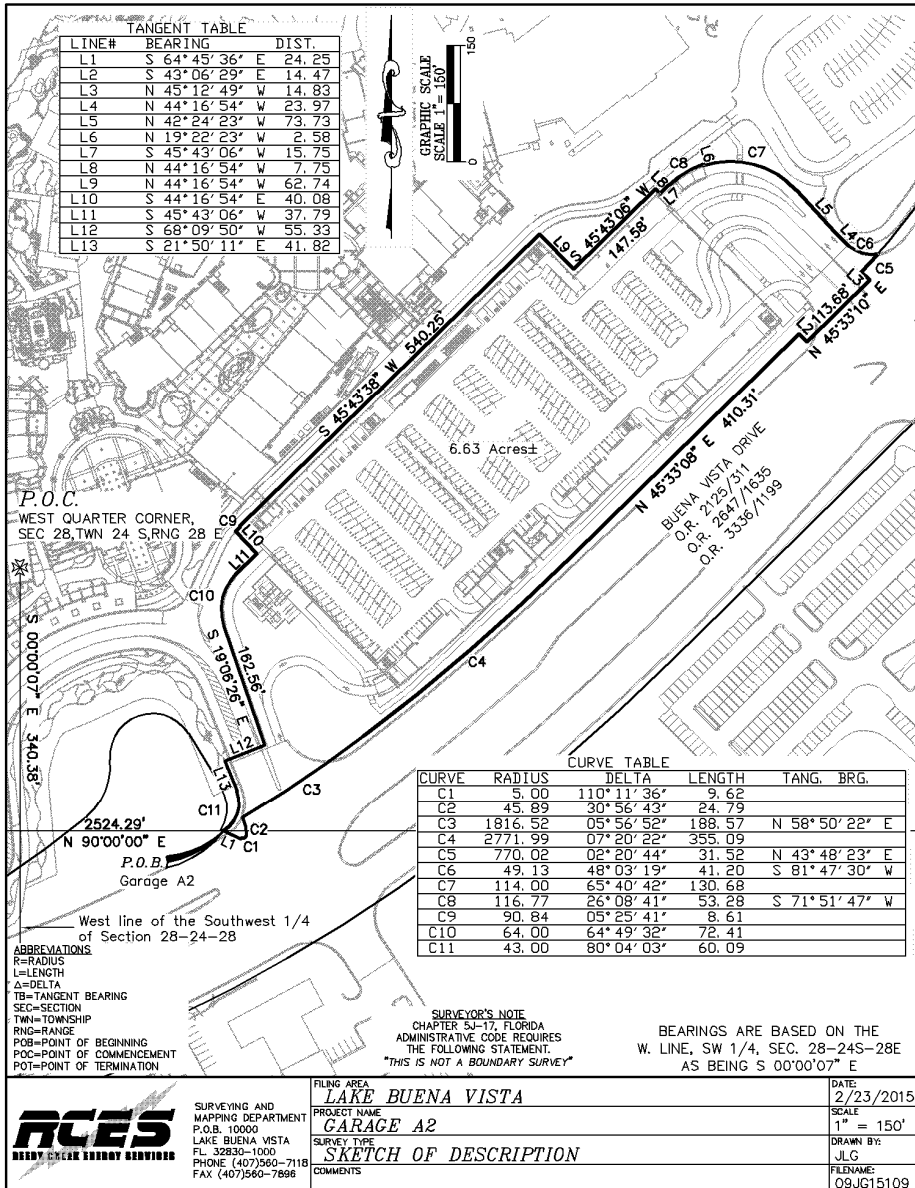 TANGENT TABLE
LINE# BEARING DIST.
L1 S 64°45'36" E 24.25
L2 S 43°06'29" E 14.47
L3 N 45°12'49" W 14.83
L4 N 44°16'54" W 23.97
L5 N 42°24'23" W 73.73
L6 N 19°22'23" W 2.58
L7 S 45°43'06" W 15.75
L8 N 44°16'54" W 7.75
L9 N 44°16'54" W 62.74
L10 S 44°16'54" E 40.08
L11 S 45°43'06" W 37.79
L12 S 68°09'50" W 55.33
L13 S 21°50'11" E 41.82
GRAPHIC SCALE
SCALE 1"= 150'
0
150
C8
L6
C7
L8
L7
L5
L4
C6
C5
L3
L9
S 45°43'06" W
147.58'
L2
113.68'
N 45°33'10" E
S 45°43'38" W 540.25'
6.63 Acres±
N 45°33'08" E 410.31'
BUENA VISTA DRIVE
O.R. 2125/311
O.R. 2647/1635
O.R. 3336/1199
P.O.C.
WEST QUARTER CORNER,
SEC 28,TWN 24 S,RNG 28 E
C9
L10
L11
C10
S 19°06'26" E
162.56'
C4
S 00°00'07" E 340.38'
L12
L13
C3
C11
C2
C1
L1
2524.29'
N 90°00'00" E
P.O.B.
Garage A2
West line of the Southwest 1/4
of Section 28-24-28
CURVE TABLE
CURVE RADIUS DELTA LENGTH TANG. BRG.
C1 5.00 110°11'36" 9.62
C2 45.89 30°56'43" 24.79
C3 1816.52 05°56'52" 188.57 N 58°50'22" E
C4 2771.99 07°20'22" 355.09
C5 770.02 02°20'44" 31.52 N 43°48'23" E
C6 49.13 48°03'19" 41.20 S 81°47'30" W
C7 114.00 65°40'42" 130.68
C8 116.77 26°08'41" 53.28 S 71°51'47" W
C9 90.84 05°25'41" 8.61
C10 64.00 64°49'32" 72.41
C11 43.00 80°04'03" 60.09
ABBREVIATIONS
R=RADIUS
L=LENGTH
△=DELTA
TB=TANGENT BEARING
SEC=SECTION
TWN=TOWNSHIP
RNG=RANGE
POB=POINT OF BEGINNING
POC=POINT OF COMMENCEMENT
POT=POINT OF TERMINATION
SURVEYOR'S NOTE
CHAPTER 5J-17, FLORIDA
ADMINISTRATIVE CODE REQUIRES
THE FOLLOWING STATEMENT.
"THIS IS NOT A BOUNDARY SURVEY"
BEARINGS ARE BASED ON THE
W. LINE, SW 1/4, SEC. 28-24S-28E
AS BEING S 00°00'07" E
RCES
REEDY CREEK ENERGY SERVICES
SURVEYING AND
MAPPING DEPARTMENT
P.O.B. 10000
LAKE BUENA VISTA
FL 32830-1000
PHONE (407)560-7118
FAX (407)560-7896
FILING AREA
LAKE BUENA VISTA
PROJECT NAME
GARAGE A2
SURVEY TYPE
SKETCH OF DESCRIPTION
COMMENTS
DATE:
2/23/2015
SCALE
1" = 150'
DRAWN BY:
JLG
FILENAME:
09JG15109